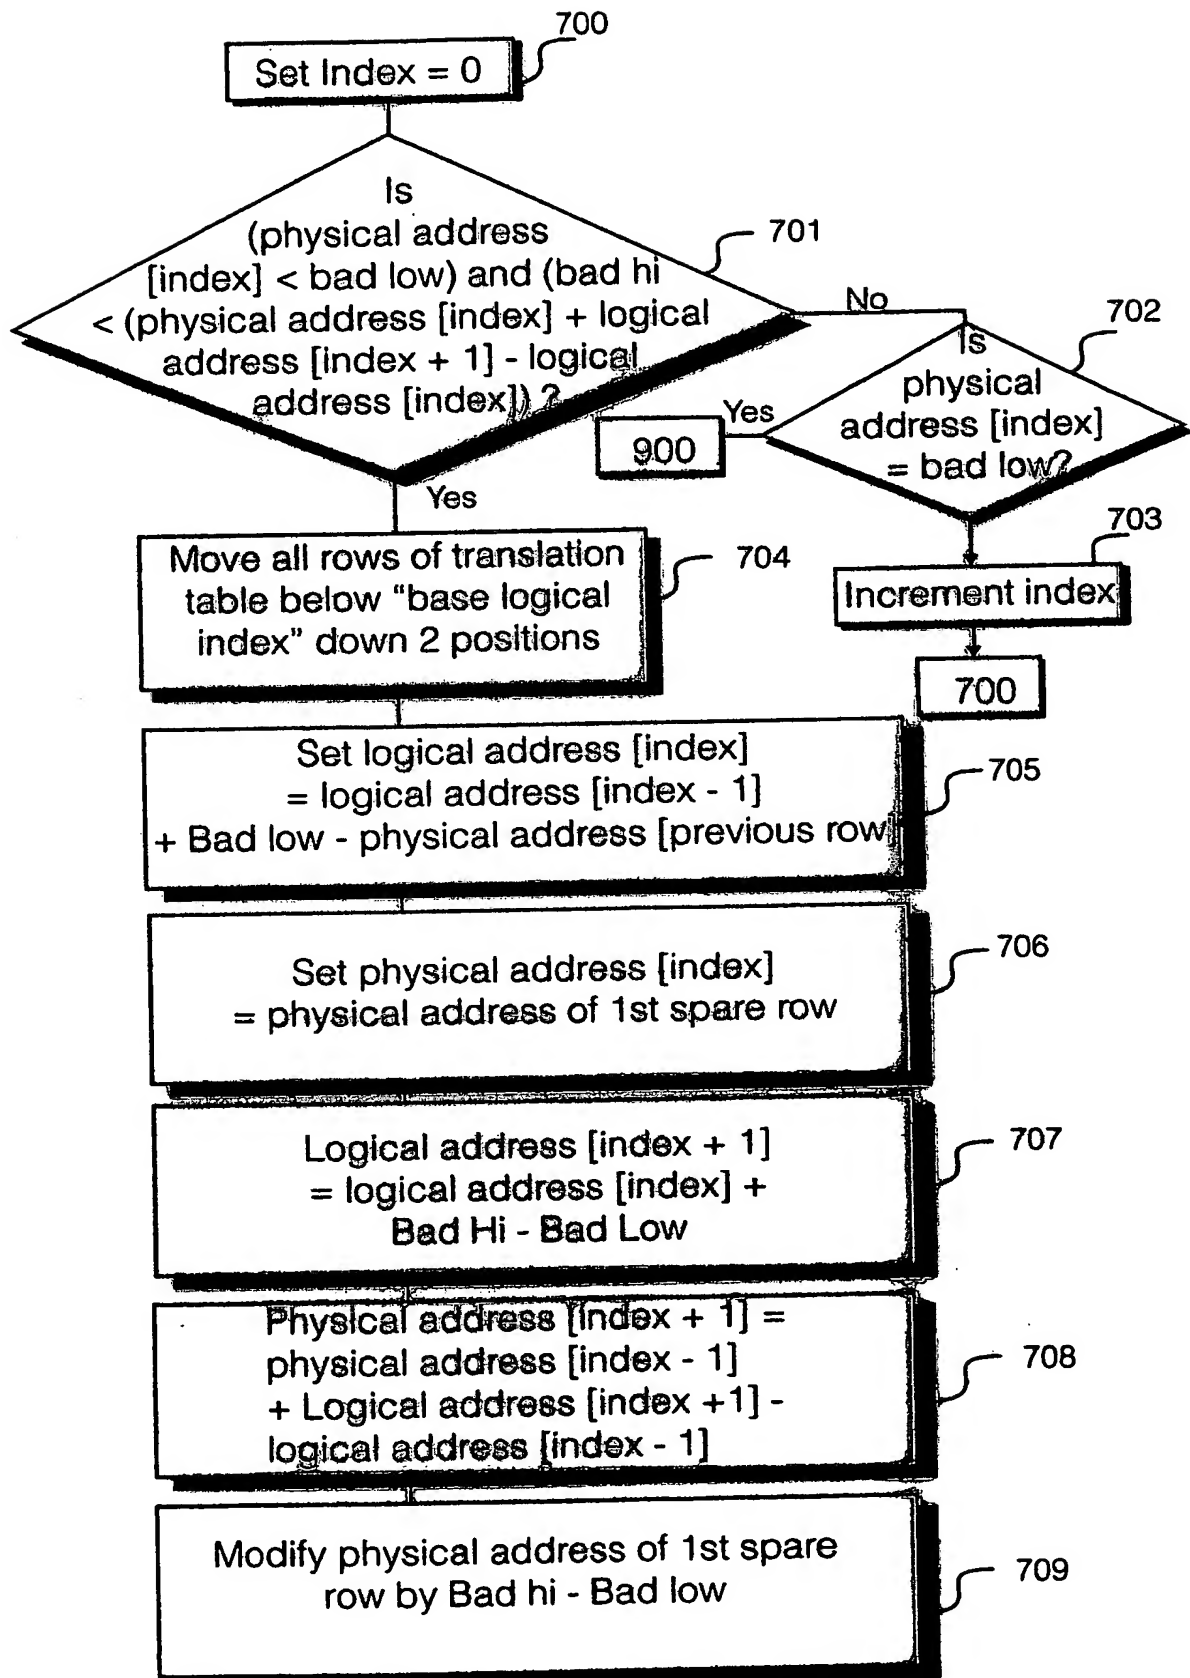 700
Set Index = 0
Is
(physical address
[index] < bad low) and (bad hi
< (physical address [index] + logical
address [index + 1] - logical
address [index]) ?
701
No
702
Is
physical
address [index]
= bad low?
Yes
900
Yes
703
Increment index
700
Move all rows of translation
table below “base logical
index” down 2 positions
704
Set logical address [index]
= logical address [index - 1]
+ Bad low - physical address [previous row]
705
Set physical address [index]
= physical address of 1st spare row
706
Logical address [index + 1]
= logical address [index] +
Bad Hi - Bad Low
707
Physical address [index + 1] =
physical address [index - 1]
+ Logical address [index +1] -
logical address [index - 1]
708
Modify physical address of 1st spare
row by Bad hi - Bad low
709